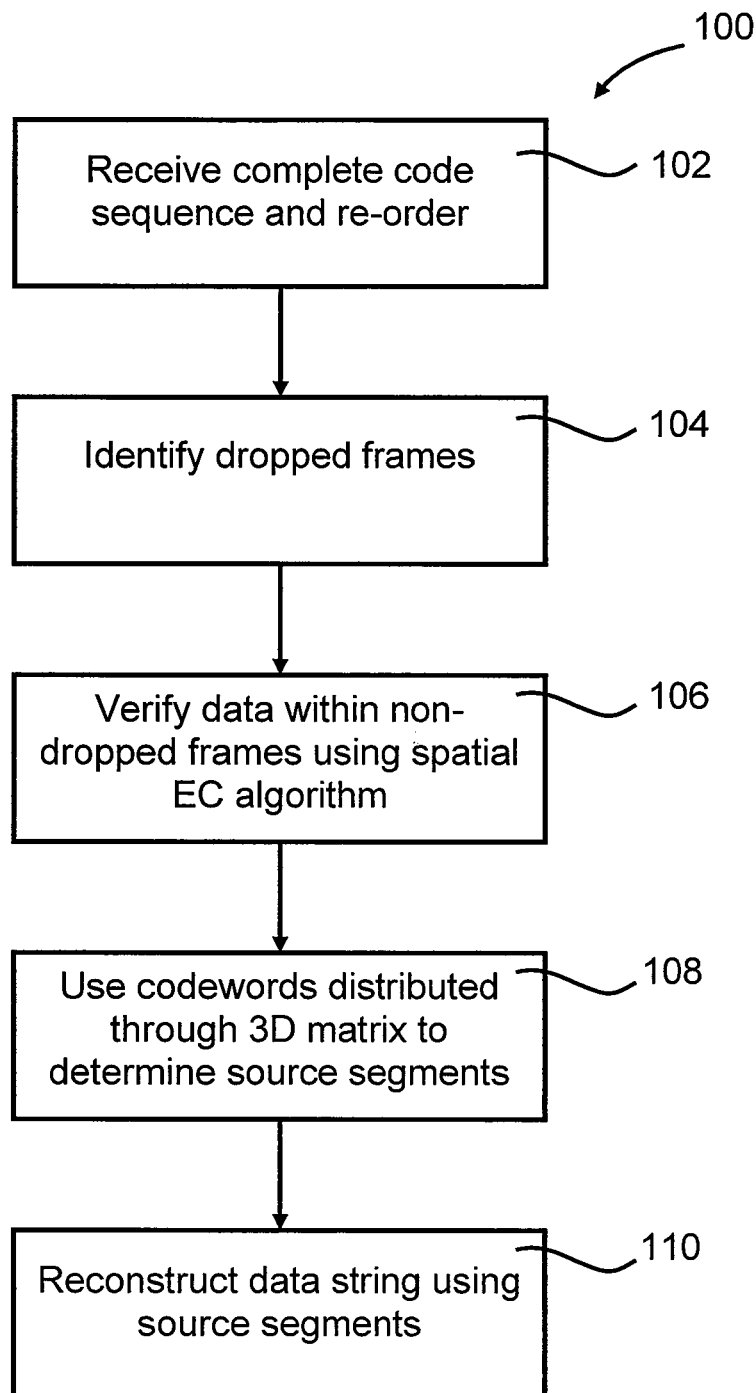 100
Receive complete code
sequence and re-order
102
Identify dropped frames
104
Verify data within non-
dropped frames using spatial
EC algorithm
106
Use codewords distributed
through 3D matrix to
determine source segments
108
Reconstruct data string using
source segments
110